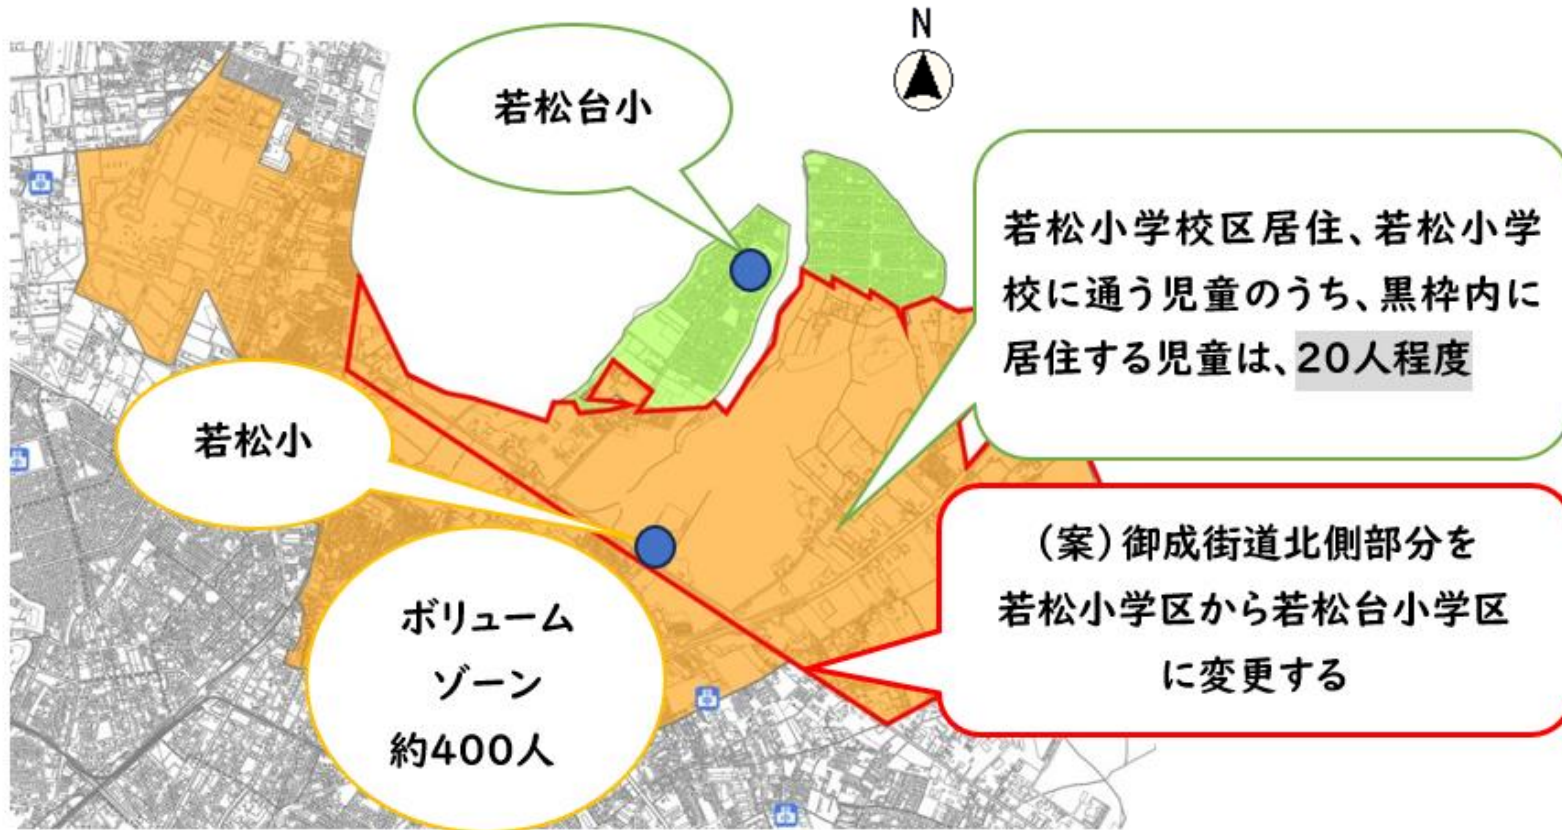 N
若松台小
若松小学校区居住、若松小学
校に通う児童のうち、黒枠内に
居住する児童は、20人程度
若松小
（案）御成街道北側部分を
若松小学区から若松台小学区
に変更する
ボリューム
ゾーン
約400人